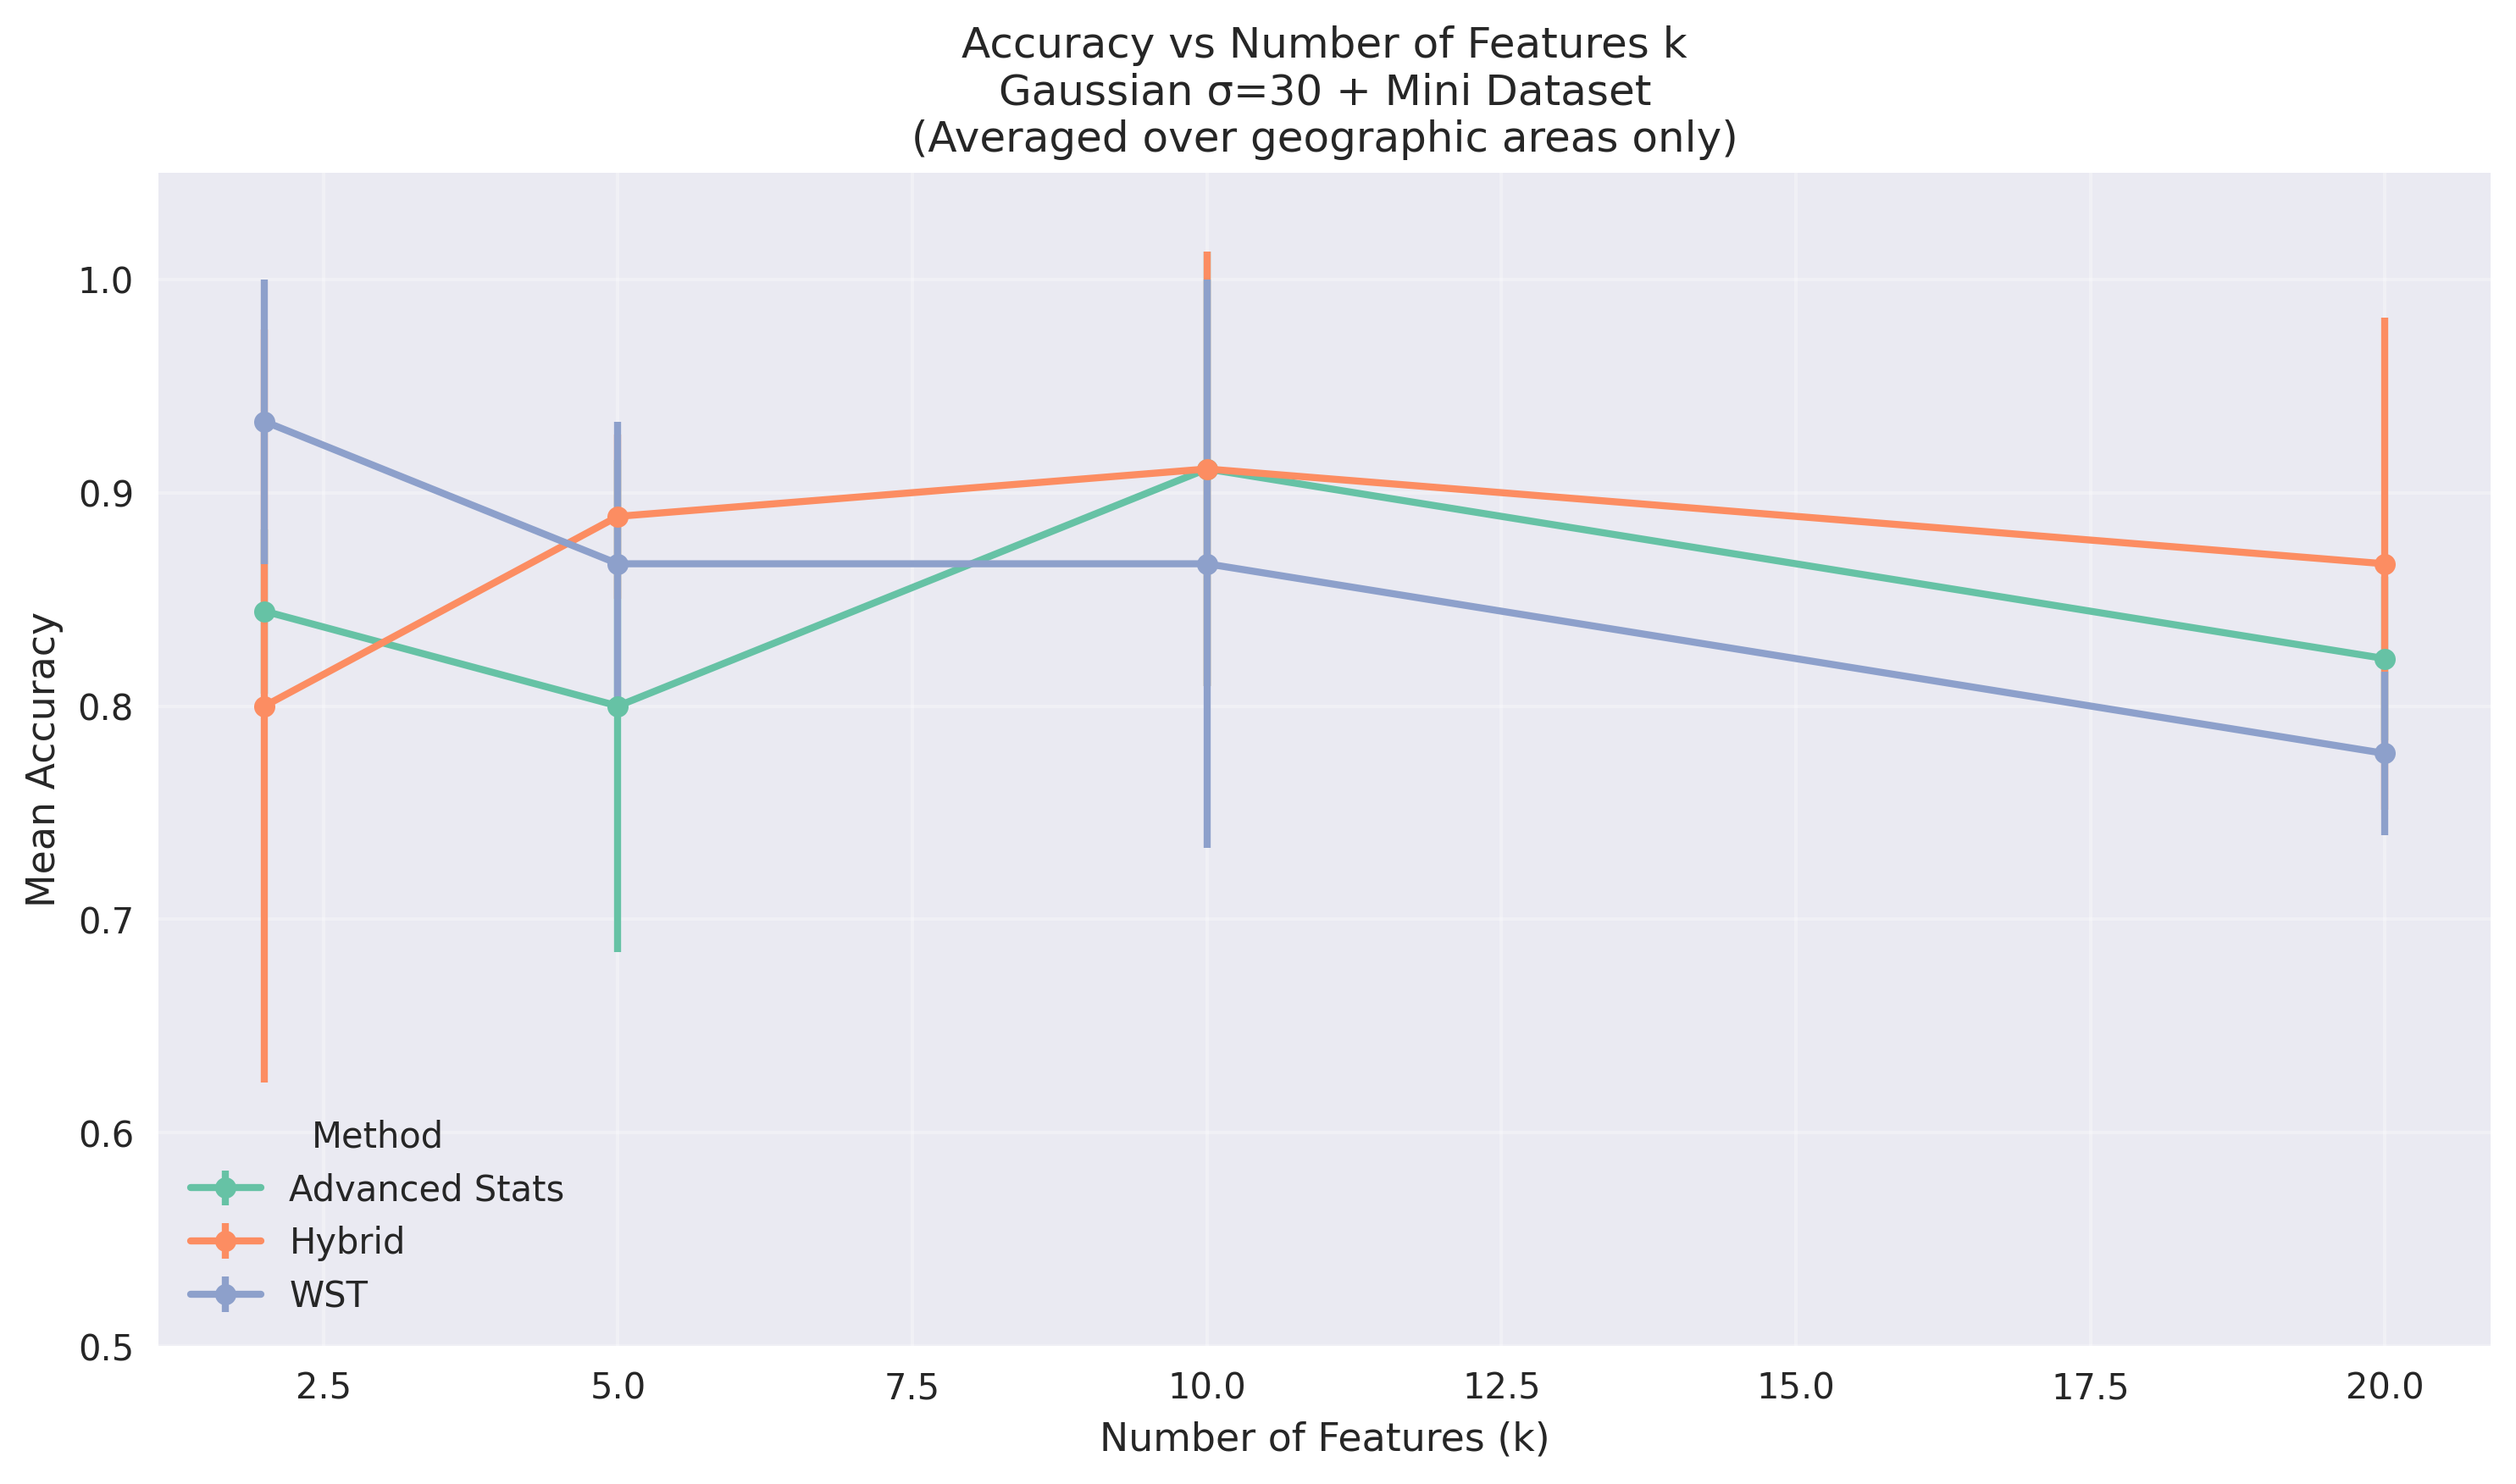 Accuracy vs Number of Features k
Gaussian σ=30 + Mini Dataset
(Averaged over geographic areas only)
Mean Accuracy
1.0
0.9
0.8
0.7
0.6
0.5
Method
Advanced Stats
Hybrid
WST
2.5 5.0 7.5 10.0 12.5 15.0 17.5 20.0
Number of Features (k)